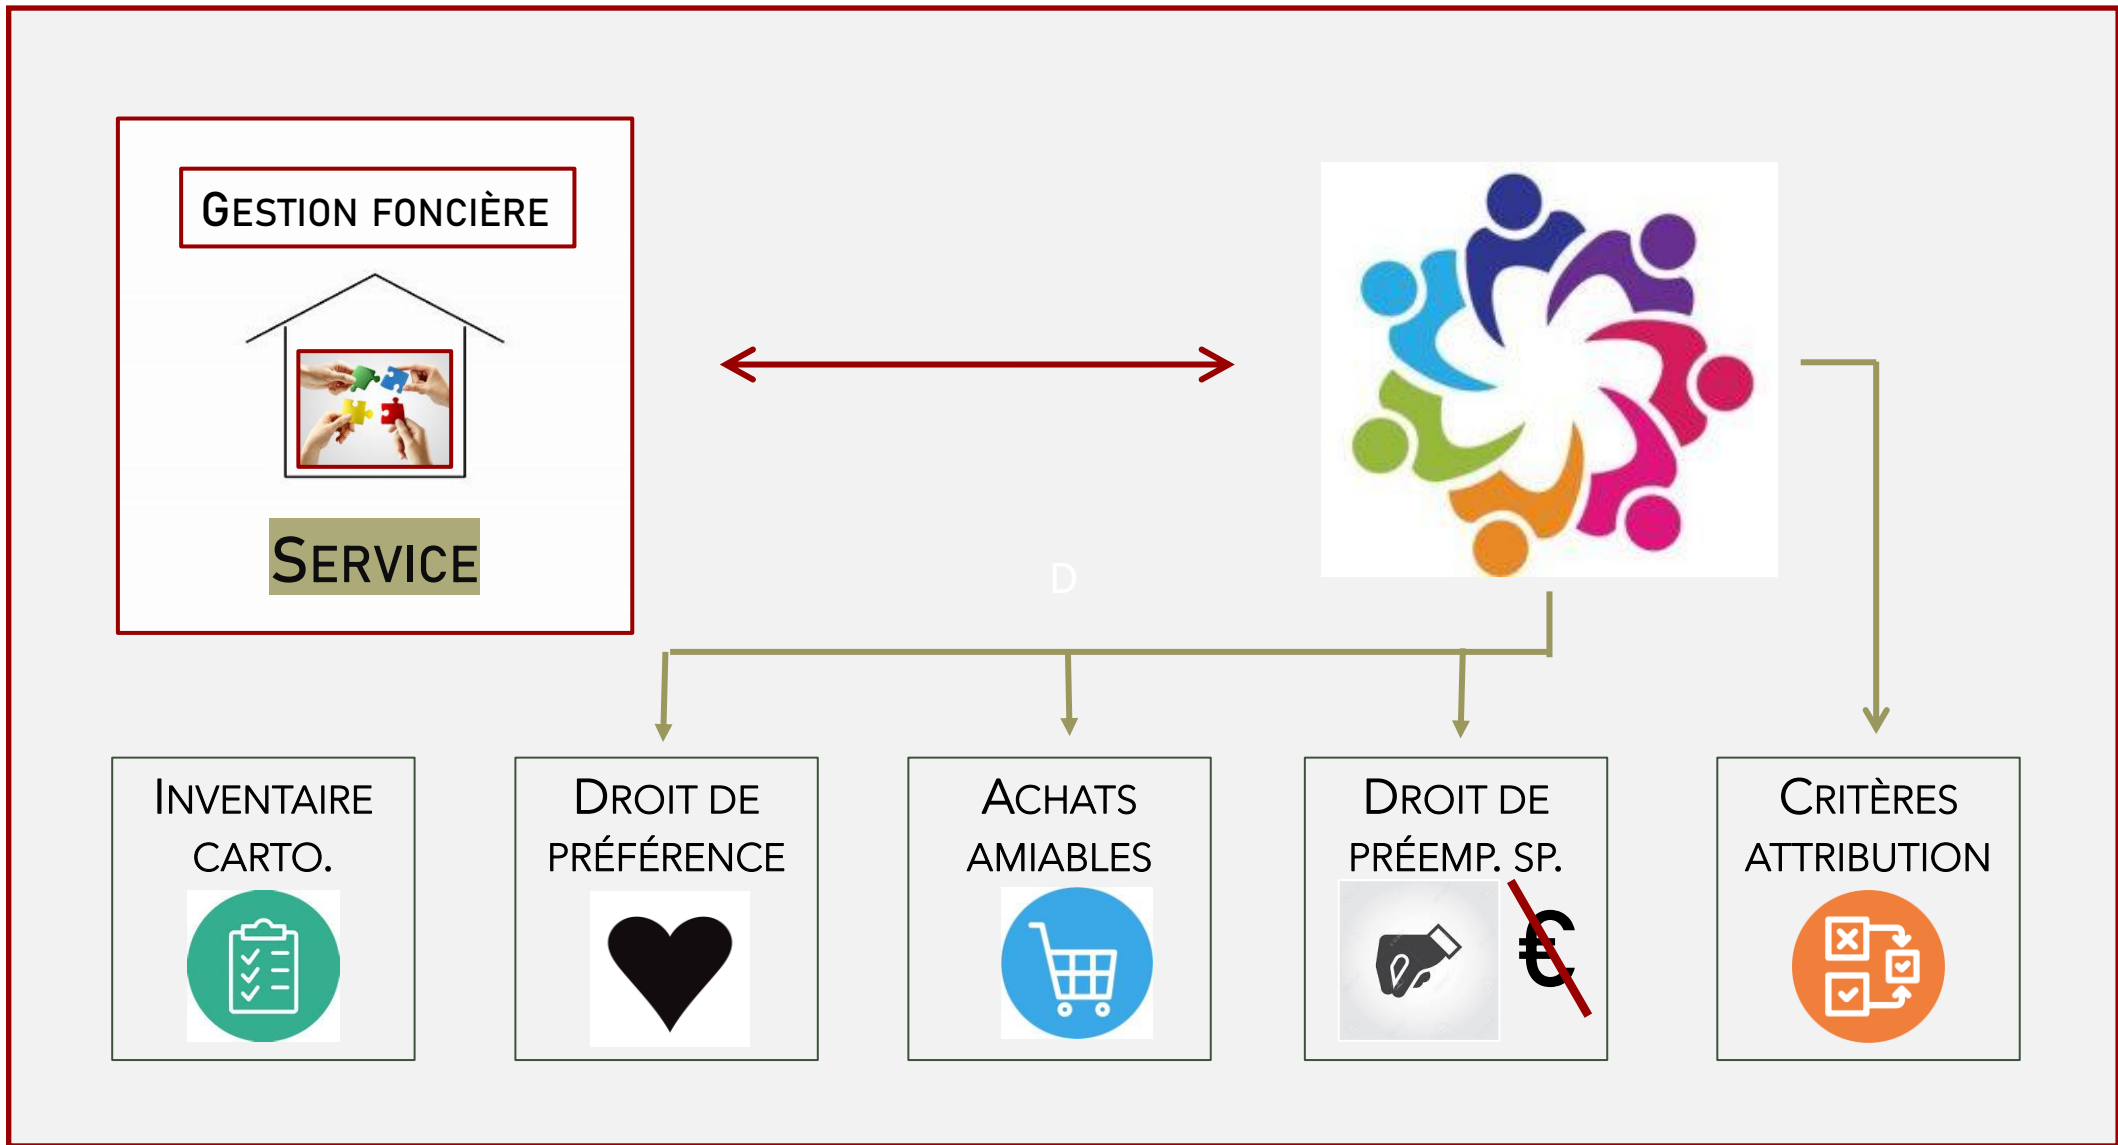 GESTION FONCIÈRE
SERVICE
D
INVENTAIRE
CARTO.
DROIT DE
PRÉFÉRENCE
ACHATS
AMIABLES
DROIT DE
PRÉEMP. SP.
€
CRITÈRES
ATTRIBUTION